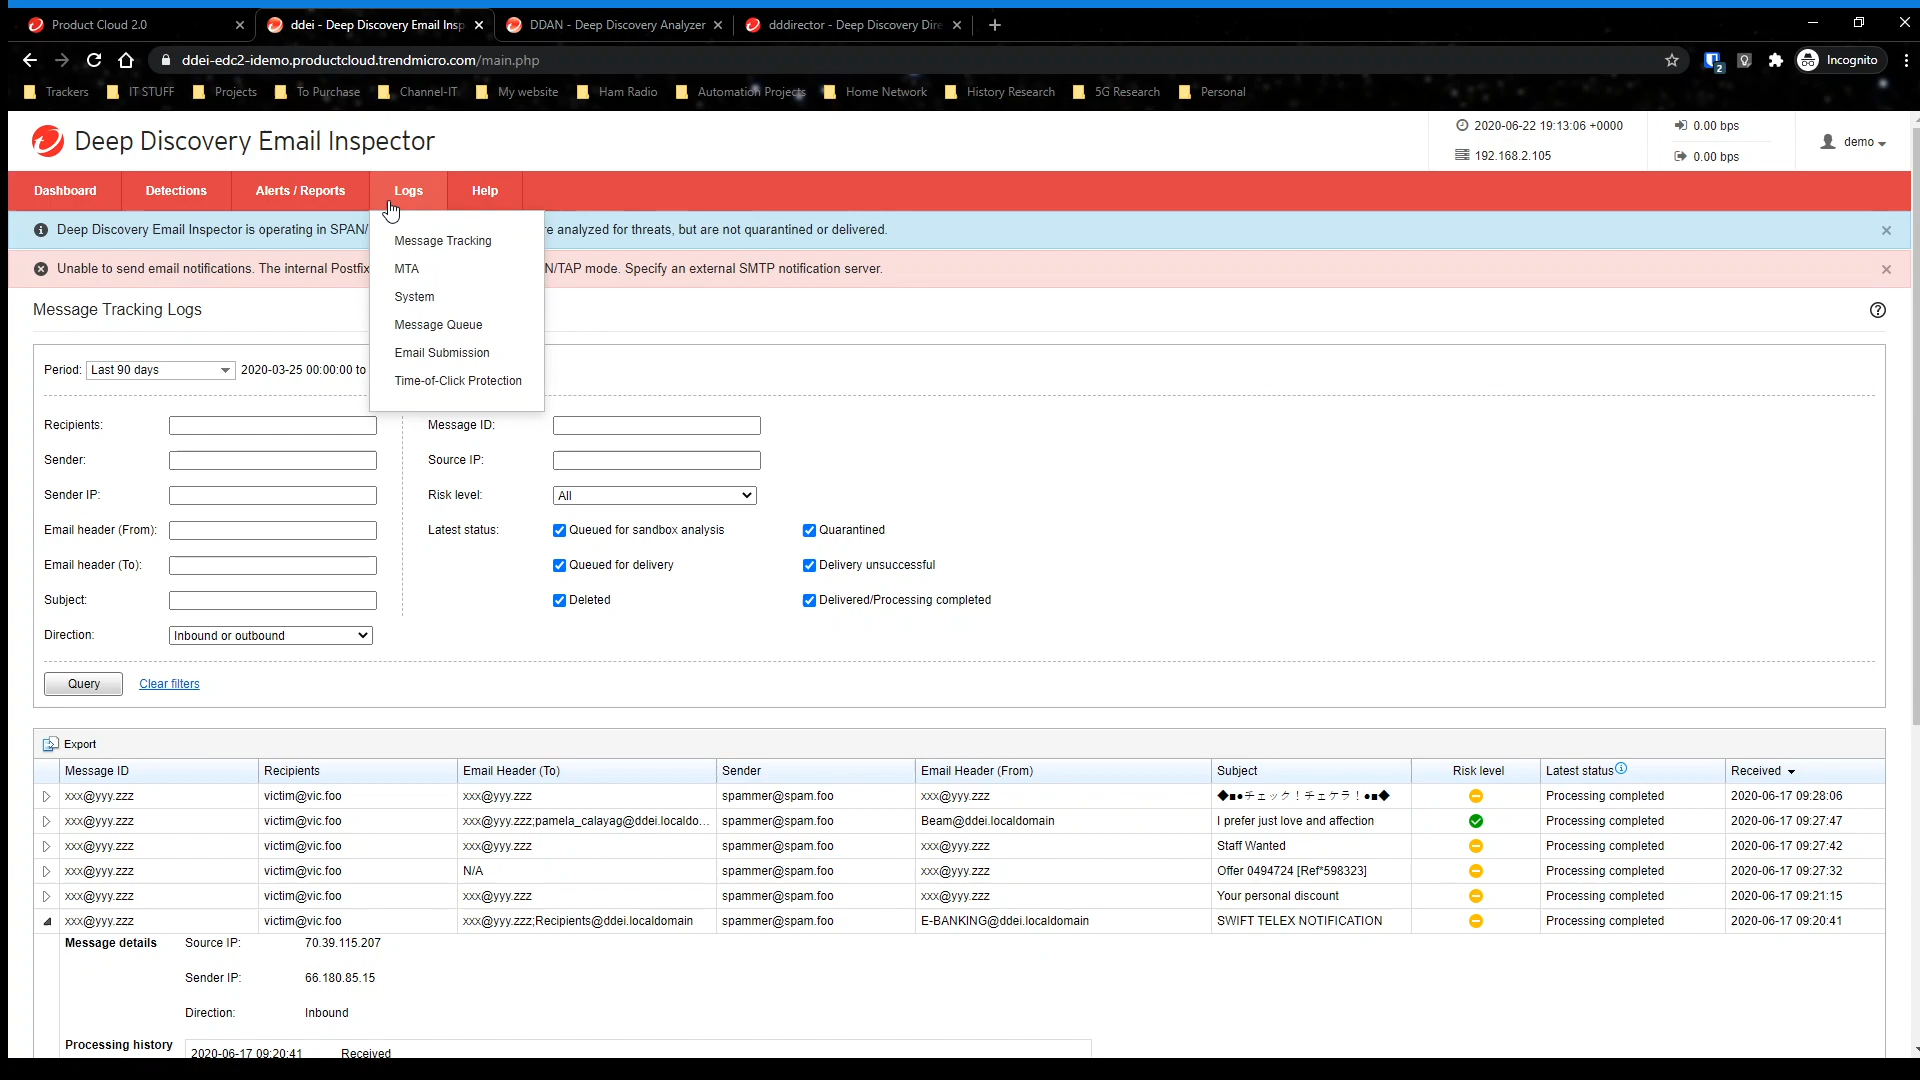 Product Cloud 2.0
ddei - Deep Discovery Email Insp
DDAN - Deep Discovery Analyzer
dddirector - Deep Discovery Dire
ddei-edc2-idemo.productcloud.trendmicro.com/main.php
2
Incognito
Trackers
IT STUFF
Projects
To Purchase
Channel-IT
My website
Ham Radio
Automation Projects
Home Network
History Research
5G Research
Personal
Deep Discovery Email Inspector
2020-06-22 19:13:06 +0000
192.168.2.105
0.00 bps
0.00 bps
demo
Dashboard
Detections
Alerts / Reports
Logs
Help
Deep Discovery Email Inspector is operating in SPAN/
e analyzed for threats, but are not quarantined or delivered.
Unable to send email notifications. The internal Postfix
N/TAP mode. Specify an external SMTP notification server.
Message Tracking
MTA
System
Message Queue
Email Submission
Time-of-Click Protection
Message Tracking Logs
Period: Last 90 days 2020-03-25 00:00:00 to
Recipients:
Sender:
Sender IP:
Email header (From):
Email header (To):
Subject:
Direction: Inbound or outbound
Message ID:
Source IP:
Risk level: All
Latest status: Queued for sandbox analysis Quarantined
Queued for delivery Delivery unsuccessful
Deleted Delivered/Processing completed
Query Clear filters
Export
Message ID Recipients Email Header (To) Sender Email Header (From) Subject Risk level Latest status Received
xxx@yyy.zzz victim@vic.foo xxx@yyy.zzz spammer@spam.foo xxx@yyy.zzz ◆■●チェック！チェケラ！●■◆ Processing completed 2020-06-17 09:28:06
xxx@yyy.zzz victim@vic.foo xxx@yyy.zzz;pamela_calayag@ddei.localdo... spammer@spam.foo Beam@ddei.localdomain I prefer just love and affection Processing completed 2020-06-17 09:27:47
xxx@yyy.zzz victim@vic.foo xxx@yyy.zzz spammer@spam.foo xxx@yyy.zzz Staff Wanted Processing completed 2020-06-17 09:27:42
xxx@yyy.zzz victim@vic.foo N/A spammer@spam.foo xxx@yyy.zzz Offer 0494724 [Ref*598323] Processing completed 2020-06-17 09:27:32
xxx@yyy.zzz victim@vic.foo xxx@yyy.zzz spammer@spam.foo xxx@yyy.zzz Your personal discount Processing completed 2020-06-17 09:21:15
xxx@yyy.zzz victim@vic.foo xxx@yyy.zzz;Recipients@ddei.localdomain spammer@spam.foo E-BANKING@ddei.localdomain SWIFT TELEX NOTIFICATION Processing completed 2020-06-17 09:20:41
Message details Source IP: 70.39.115.207
Sender IP: 66.180.85.15
Direction: Inbound
Processing history
2020-06-17 09:20:41 Received